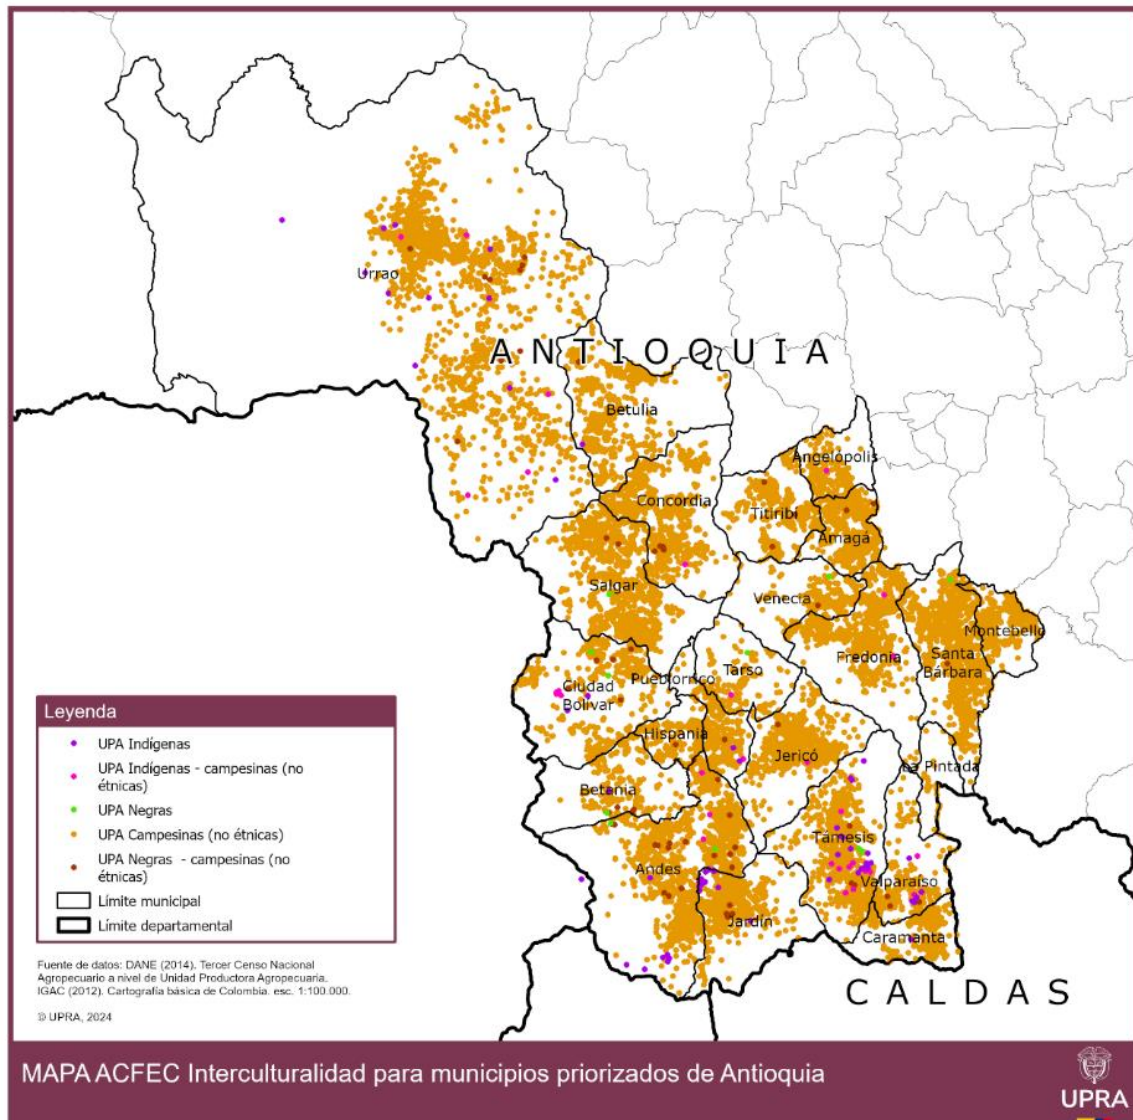 ANTIOQUIA
Urrao
Betulia
Angelópolis
Concordia
Titiribí
Amagá
Salgar
Venecia
Montebello
Fredonia
Santa
Bárbara
Tarso
Pueblorrico
Ciudad
Bolívar
Hispania
Jericó
La Pintada
Betania
Támesis
Andes
Valparaíso
Jardín
Caramanta
CALDAS
Leyenda
UPA Indígenas
UPA Indígenas - campesinas (no
étnicas)
UPA Negras
UPA Campesinas (no étnicas)
UPA Negras - campesinas (no
étnicas)
Límite municipal
Límite departamental
Fuente de datos: DANE (2014). Tercer Censo Nacional
Agropecuario a nivel de Unidad Productora Agropecuaria.
IGAC (2012). Cartografía básica de Colombia. esc. 1:100.000.
© UPRA, 2024
MAPA ACFEC Interculturalidad para municipios priorizados de Antioquia
UPRA